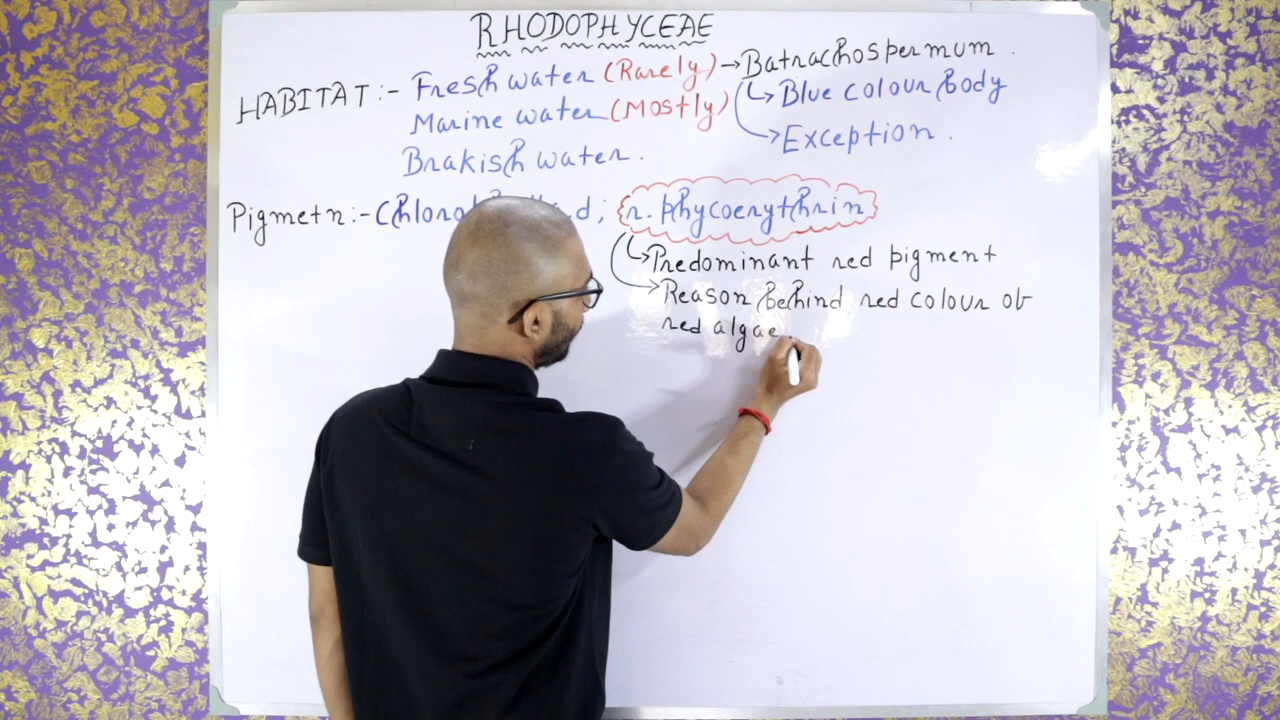 RHODOPHYCEAE
HABITAT:- Fresh water (Rarely) → Batrachospermum .
Blue colour body
Marine water (Mostly)
Exception .
Brakish water .
Pigmetn:- d ; r. phycoerythrin
Predominant red pigment
Reason behind red colour of
red algae